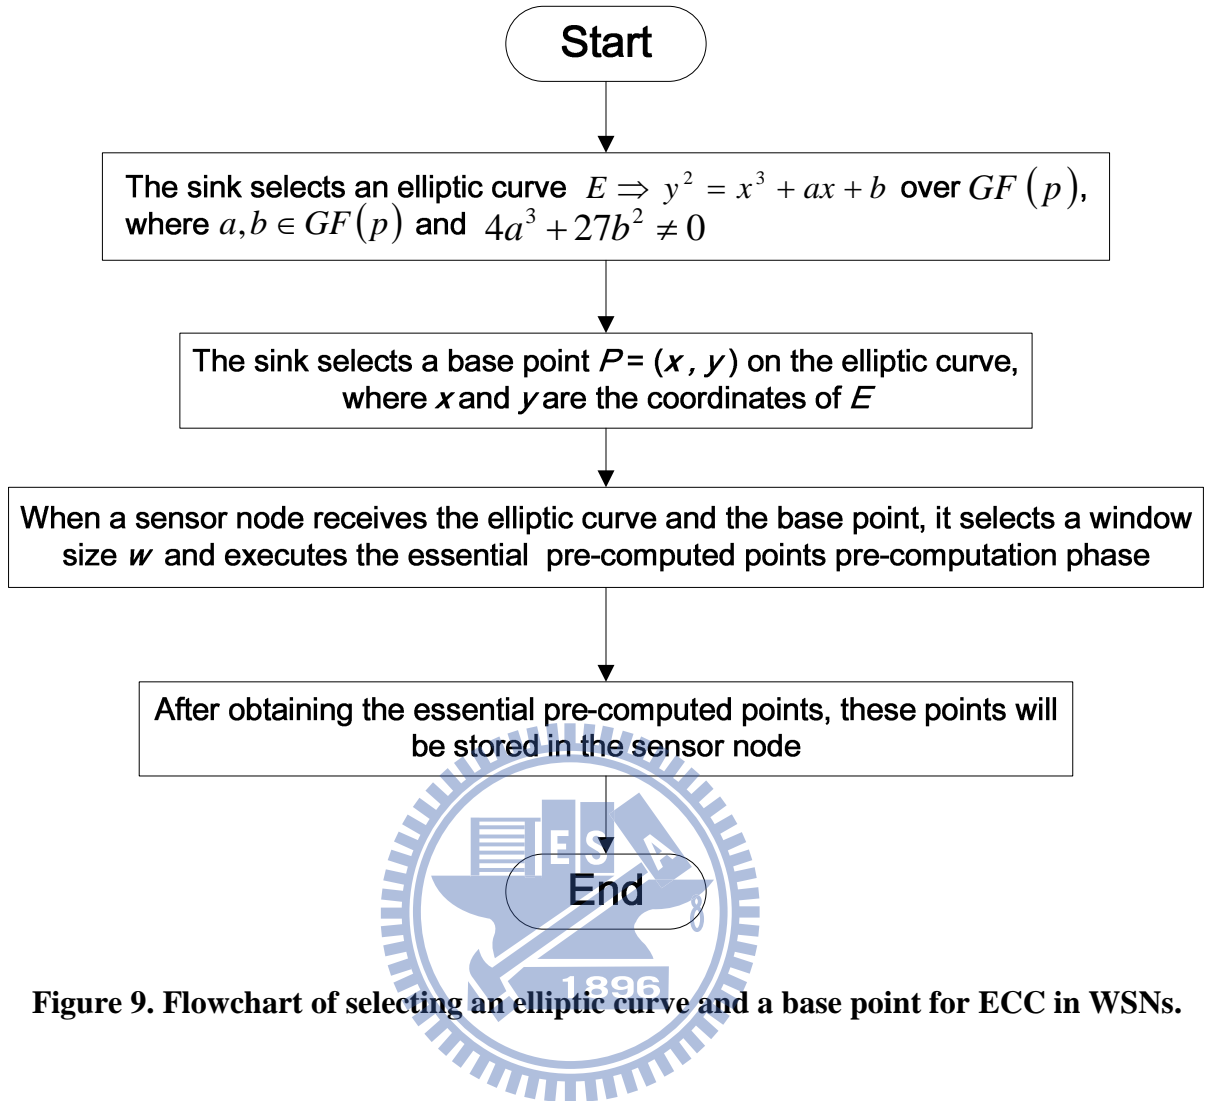 Start
The sink selects an elliptic curve E ⇒ y² = x³ + ax + b over GF (p),
where a,b ∈ GF(p) and 4a³ + 27b² ≠ 0
The sink selects a base point P = (x , y ) on the elliptic curve,
where x and y are the coordinates of E
When a sensor node receives the elliptic curve and the base point, it selects a window
size w and executes the essential pre-computed points pre-computation phase
After obtaining the essential pre-computed points, these points will
be stored in the sensor node
E S A
End
1896
Figure 9. Flowchart of selecting an elliptic curve and a base point for ECC in WSNs.